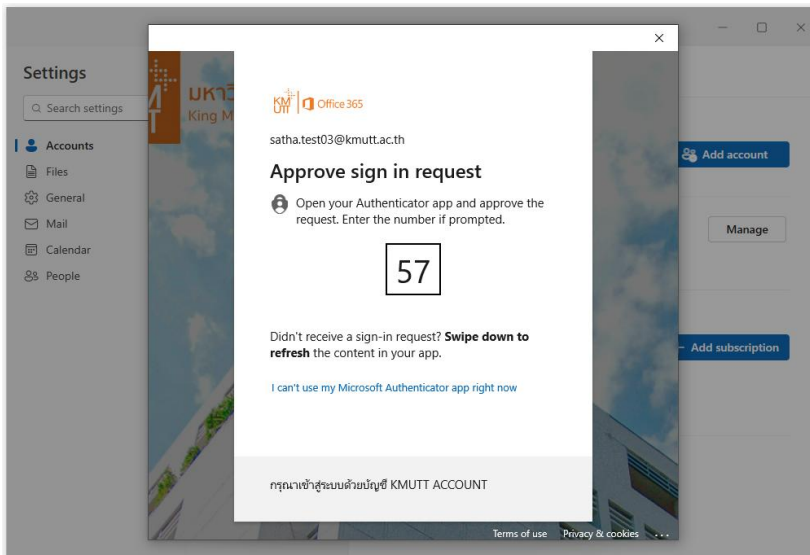 Settings
Search settings
Accounts
Files
General
Mail
Calendar
People
King M
KMUTT Office 365
satha.test03@kmutt.ac.th
Approve sign in request
Open your Authenticator app and approve the
request. Enter the number if prompted.
57
Didn't receive a sign-in request? Swipe down to
refresh the content in your app.
I can't use my Microsoft Authenticator app right now
กรุณาเข้าสู่ระบบด้วยบัญชี KMUTT ACCOUNT
Terms of use Privacy & cookies ...
Add account
Manage
Add subscription